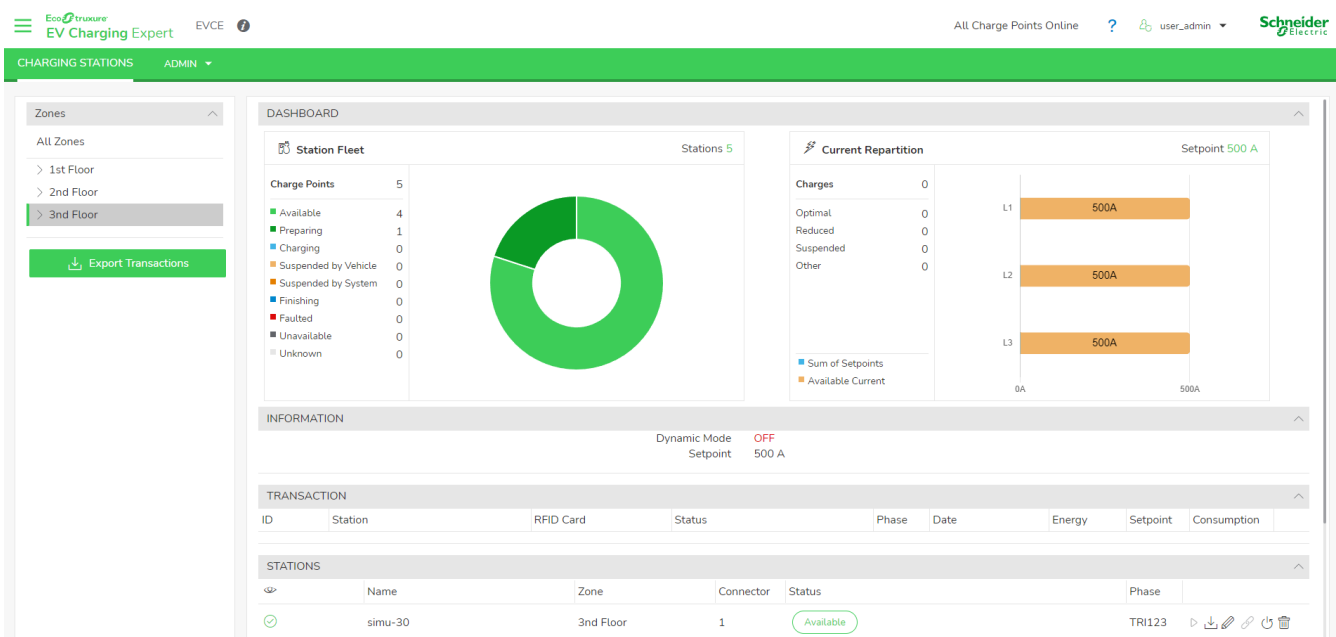 EcoStruxure
EV Charging Expert
EVCE
All Charge Points Online
?
user_admin
Schneider
Electric
CHARGING STATIONS
ADMIN
Zones
All Zones
1st Floor
2nd Floor
3nd Floor
Export Transactions
DASHBOARD
Station Fleet
Stations 5
Charge Points 5
Available 4
Preparing 1
Charging 0
Suspended by Vehicle 0
Suspended by System 0
Finishing 0
Faulted 0
Unavailable 0
Unknown 0
Current Repartition
Setpoint 500 A
Charges 0
Optimal 0
Reduced 0
Suspended 0
Other 0
Sum of Setpoints
Available Current
L1 500A
L2 500A
L3 500A
0A 500A
INFORMATION
Dynamic Mode OFF
Setpoint 500 A
TRANSACTION
ID Station RFID Card Status Phase Date Energy Setpoint Consumption
STATIONS
Name Zone Connector Status Phase
simu-30 3nd Floor 1 Available TRI123